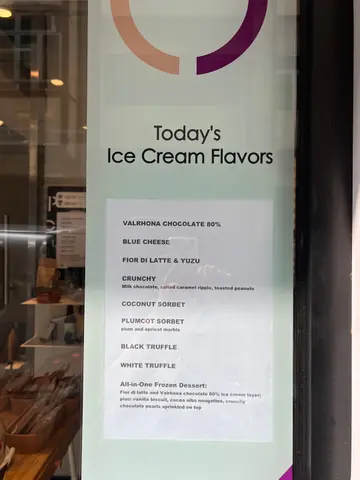 Today's
Ice Cream Flavors
VALRHONA CHOCOLATE 80%
BLUE CHEESE
FIOR DI LATTE & YUZU
CRUNCHY
Milk chocolate, salted caramel ripple, toasted peanuts
COCONUT SORBET
PLUMCOT SORBET
plum and apricot marble
BLACK TRUFFLE
WHITE TRUFFLE
All-in-One Frozen Dessert:
Fior di latte and Valrhona chocolate 80% ice cream layer,
plain vanilla biscuit, cocoa nibs nougatine, crunchy
chocolate pearls sprinkled on top